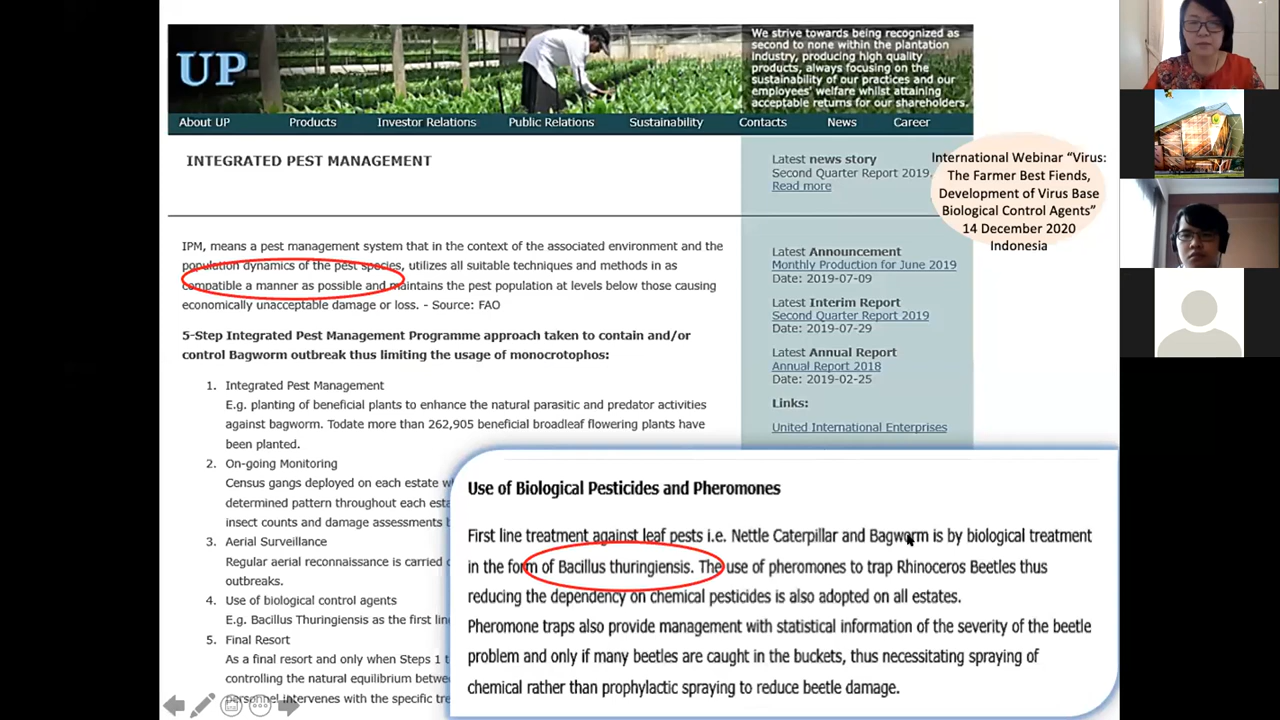 UP
We strive towards being recognized as
second to none within the plantation
industry, producing high quality
products, always focusing on the
sustainability of our practices and our
employees' welfare whilst attaining
acceptable returns for our shareholders.
About UP Products Investor Relations Public Relations Sustainability Contacts News Career
INTEGRATED PEST MANAGEMENT
IPM, means a pest management system that in the context of the associated environment and the
population dynamics of the pest species, utilizes all suitable techniques and methods in as
compatible a manner as possible and maintains the pest population at levels below those causing
economically unacceptable damage or loss. - Source: FAO
5-Step Integrated Pest Management Programme approach taken to contain and/or
control Bagworm outbreak thus limiting the usage of monocrotophos:
1. Integrated Pest Management
E.g. planting of beneficial plants to enhance the natural parasitic and predator activities
against bagworm. Todate more than 262,905 beneficial broadleaf flowering plants have
been planted.
2. On-going Monitoring
Census gangs deployed on each estate
determined pattern throughout each
insect counts and damage assessments
3. Aerial Surveillance
Regular aerial reconnaissance is carried
outbreaks.
4. Use of biological control agents
E.g. Bacillus Thuringiensis as the first
5. Final Resort
As a final resort and only when Steps 1
controlling the natural equilibrium
personnel intervenes with the specific
Latest news story
Second Quarter Report 2019.
Read more
Latest Announcement
Monthly Production for June 2019
Date: 2019-07-09
Latest Interim Report
Second Quarter Report 2019
Date: 2019-07-29
Latest Annual Report
Annual Report 2018
Date: 2019-02-25
Links:
United International Enterprises
International Webinar “Virus:
The Farmer Best Fiends,
Development of Virus Base
Biological Control Agents”
14 December 2020
Indonesia
Use of Biological Pesticides and Pheromones
First line treatment against leaf pests i.e. Nettle Caterpillar and Bagworm is by biological treatment
in the form of Bacillus thuringiensis. The use of pheromones to trap Rhinoceros Beetles thus
reducing the dependency on chemical pesticides is also adopted on all estates.
Pheromone traps also provide management with statistical information of the severity of the beetle
problem and only if many beetles are caught in the buckets, thus necessitating spraying of
chemical rather than prophylactic spraying to reduce beetle damage.